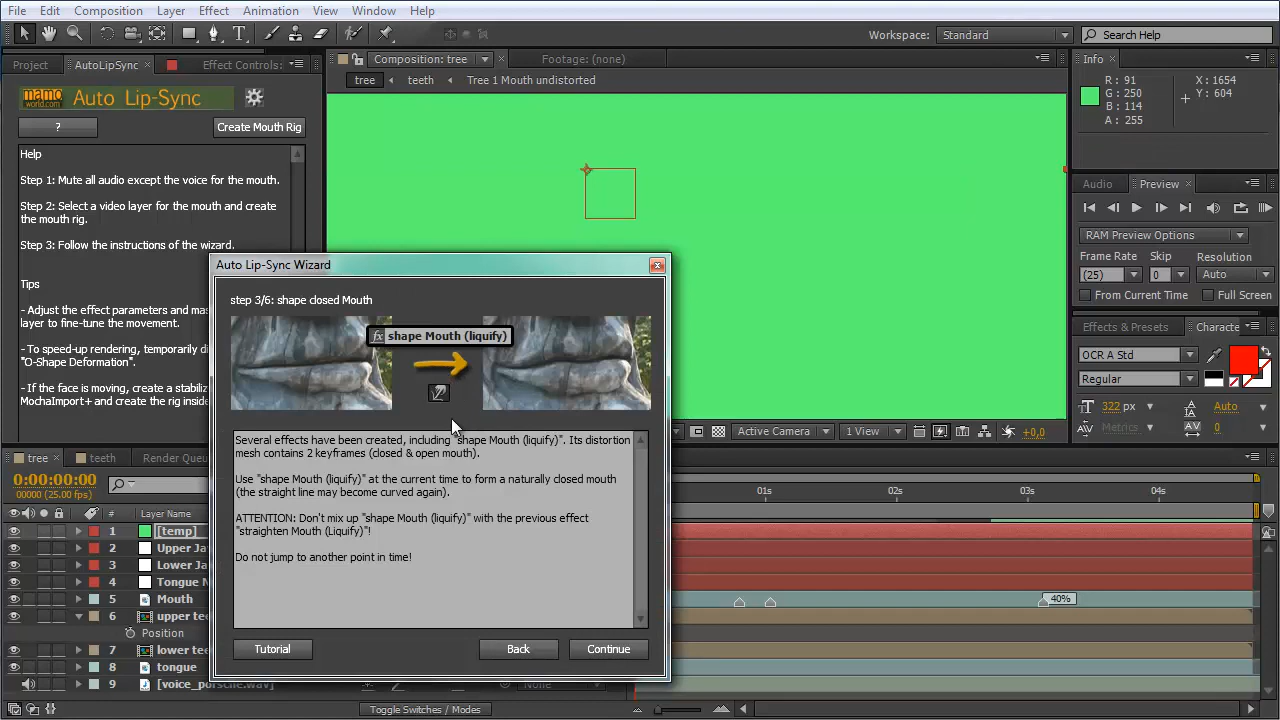 File Edit Composition Layer Effect Animation View Window Help
Workspace: Standard
Search Help
Project AutoLipSync Effect Controls:
Composition: tree
Footage: (none)
Info
tree teeth Tree 1 Mouth undistorted
R: 91
G: 250
B: 114
A: 255
X: 1654
Y: 604
mamo
world.com
Auto Lip-Sync
? Create Mouth Rig
Help
Step 1: Mute all audio except the voice for the mouth.
Step 2: Select a video layer for the mouth and create
the mouth rig.
Step 3: Follow the instructions of the wizard.
Tips
- Adjust the effect parameters and mas
layer to fine-tune the movement.
- To speed-up rendering, temporarily di
"O-Shape Deformation".
- If the face is moving, create a stabiliz
MochaImport+ and create the rig inside
Audio Preview
RAM Preview Options
Frame Rate Skip Resolution
(25) 0 Auto
From Current Time Full Screen
Effects & Presets Characte
OCR A Std
Regular
322 px Auto
Metrics 0
Auto Lip-Sync Wizard
step 3/6: shape closed Mouth
fx shape Mouth (liquify)
Several effects have been created, including "shape Mouth (liquify)". Its distortion
mesh contains 2 keyframes (closed & open mouth).
Use "shape Mouth (liquify)" at the current time to form a naturally closed mouth
(the straight line may become curved again).
ATTENTION: Don't mix up "shape Mouth (liquify)" with the previous effect
"straighten Mouth (Liquify)"!
Do not jump to another point in time!
Tutorial Back Continue
Active Camera 1 View +0,0
tree teeth Render Queu
0:00:00:00
00000 (25.00 fps)
01s 02s 03s 04s
# Layer Name
1 [temp]
2 Upper Ja
3 Lower Ja
4 Tongue N
5 Mouth
40%
6 upper tee
Position
7 lower tee
8 tongue
9 [voice_porsche.wav]
None
Toggle Switches / Modes